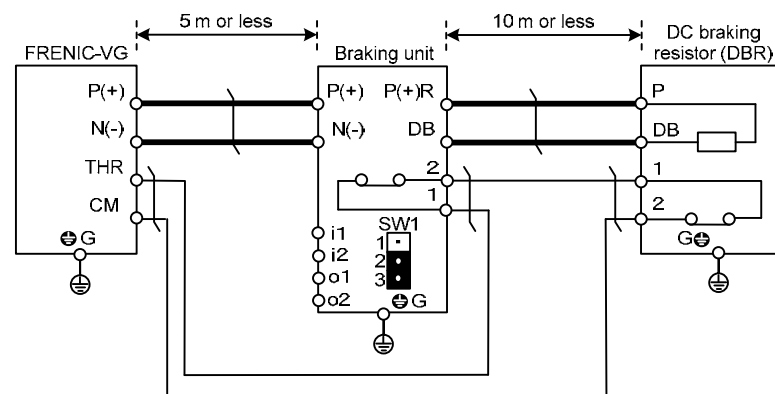 5 m or less
10 m or less
DC braking
resistor (DBR)
FRENIC-VG
Braking unit
P(+)
P(+)
P(+)R
P
N(-)
N(-)
DB
DB
THR
2
1
CM
1
2
SW1
G
i1
1
G
i2
2
o1
3
o2
G